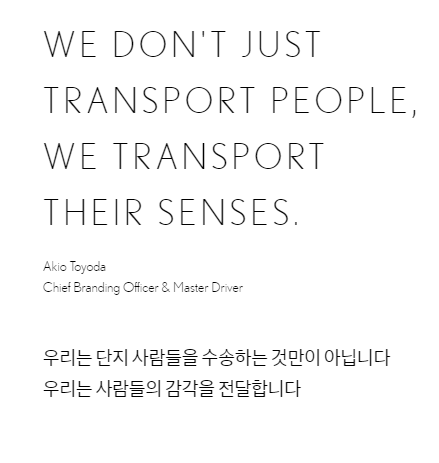 WE DON'T JUST
TRANSPORT PEOPLE,
WE TRANSPORT
THEIR SENSES.
Akio Toyoda
Chief Branding Officer & Master Driver
우리는 단지 사람들을 수송하는 것만이 아닙니다
우리는 사람들의 감각을 전달합니다